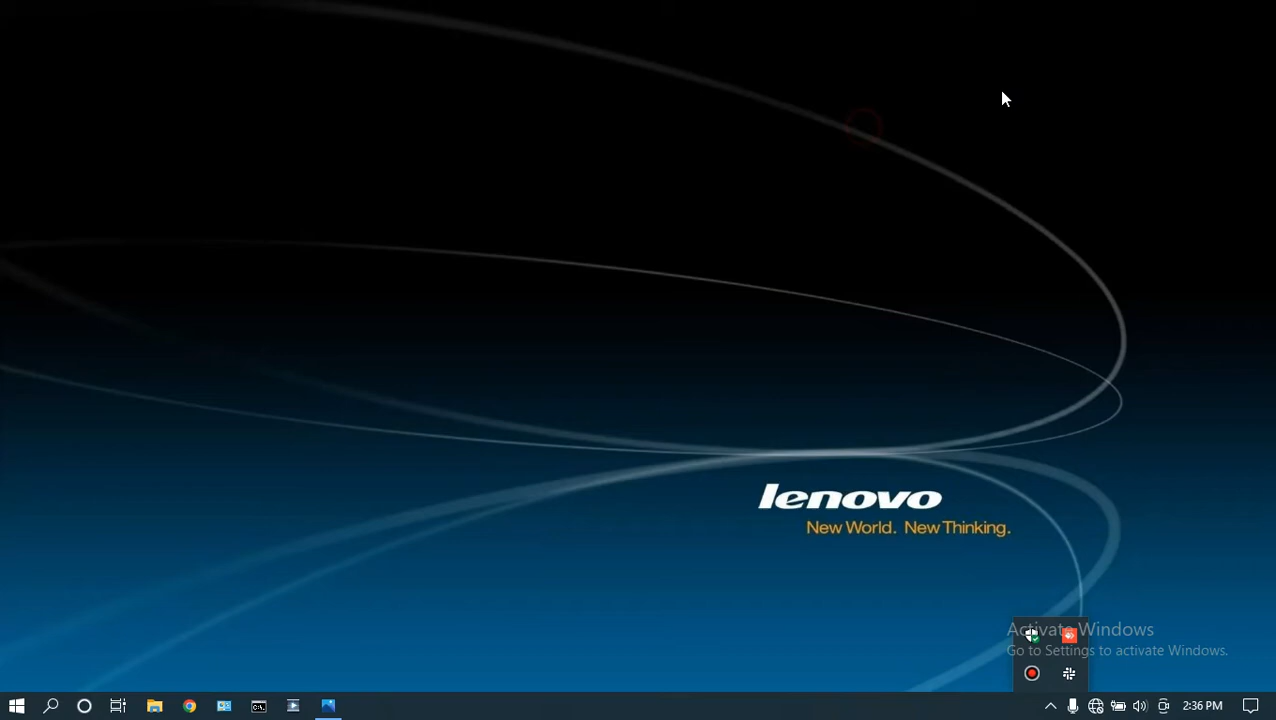 lenovo
New World. New Thinking.
Activate Windows
Go to Settings to activate Windows.
2:36 PM